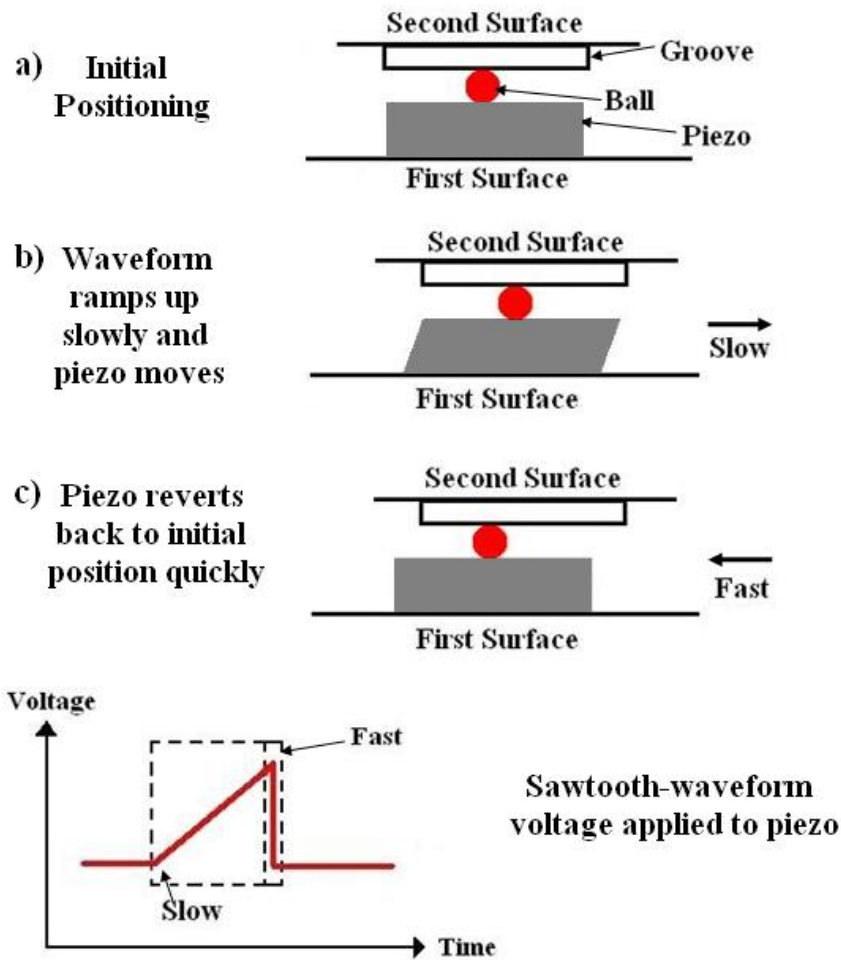 Second Surface
a) Initial
Positioning
Groove
Ball
Piezo
First Surface
b) Waveform
ramps up
slowly and
piezo moves
Second Surface
Slow
First Surface
c) Piezo reverts
back to initial
position quickly
Second Surface
Fast
First Surface
Voltage
Fast
Slow
Time
Sawtooth-waveform
voltage applied to piezo